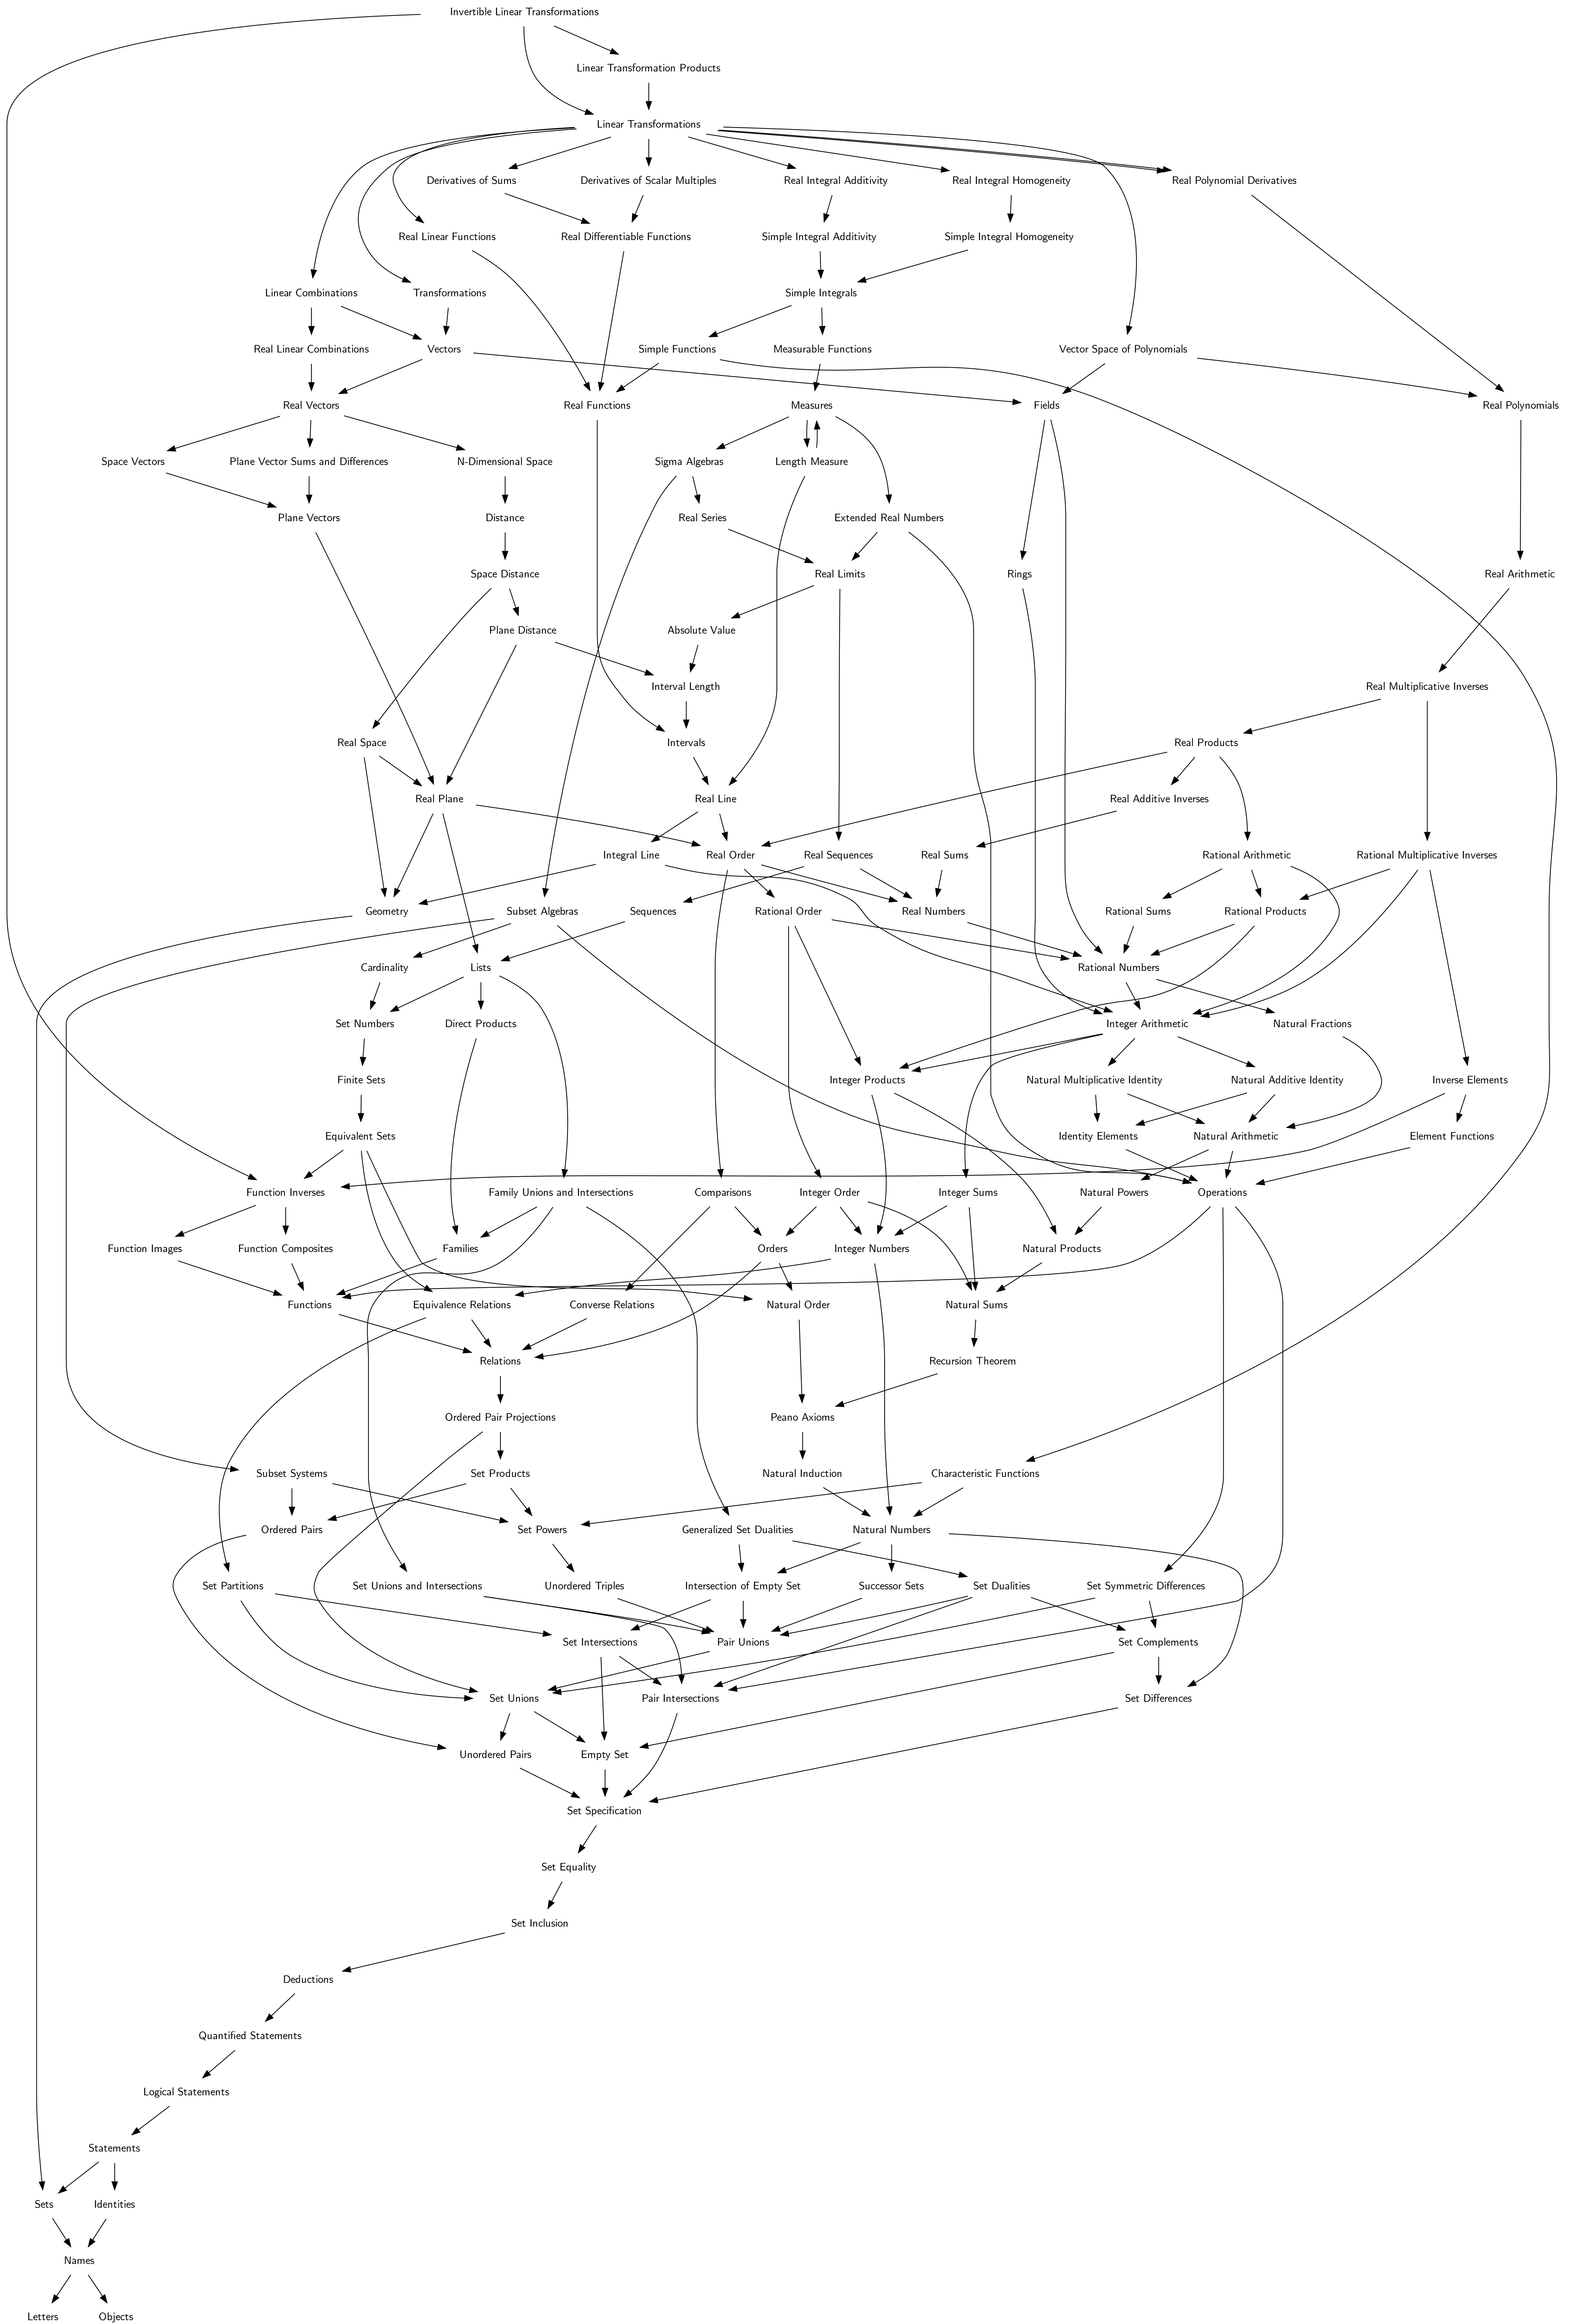 Invertible Linear Transformations
Linear Transformation Products
Linear Transformations
Derivatives of Sums
Derivatives of Scalar Multiples
Real Integral Additivity
Real Integral Homogeneity
Real Polynomial Derivatives
Real Linear Functions
Real Differentiable Functions
Simple Integral Additivity
Simple Integral Homogeneity
Linear Combinations
Transformations
Simple Integrals
Real Linear Combinations
Vectors
Simple Functions
Measurable Functions
Vector Space of Polynomials
Real Vectors
Real Functions
Measures
Fields
Real Polynomials
Space Vectors
Plane Vector Sums and Differences
N-Dimensional Space
Sigma Algebras
Length Measure
Plane Vectors
Distance
Real Series
Extended Real Numbers
Space Distance
Real Limits
Rings
Real Arithmetic
Plane Distance
Absolute Value
Interval Length
Real Multiplicative Inverses
Real Space
Intervals
Real Products
Real Plane
Real Line
Real Additive Inverses
Integral Line
Real Order
Real Sequences
Real Sums
Rational Arithmetic
Rational Multiplicative Inverses
Geometry
Subset Algebras
Sequences
Rational Order
Real Numbers
Rational Sums
Rational Products
Cardinality
Lists
Rational Numbers
Set Numbers
Direct Products
Integer Arithmetic
Natural Fractions
Finite Sets
Integer Products
Natural Multiplicative Identity
Natural Additive Identity
Inverse Elements
Equivalent Sets
Identity Elements
Natural Arithmetic
Element Functions
Function Inverses
Family Unions and Intersections
Comparisons
Integer Order
Integer Sums
Natural Powers
Operations
Function Images
Function Composites
Families
Orders
Integer Numbers
Natural Products
Functions
Equivalence Relations
Converse Relations
Natural Order
Natural Sums
Relations
Recursion Theorem
Ordered Pair Projections
Peano Axioms
Subset Systems
Set Products
Natural Induction
Characteristic Functions
Ordered Pairs
Set Powers
Generalized Set Dualities
Natural Numbers
Set Partitions
Set Unions and Intersections
Unordered Triples
Intersection of Empty Set
Successor Sets
Set Dualities
Set Symmetric Differences
Set Intersections
Pair Unions
Set Complements
Set Unions
Pair Intersections
Set Differences
Unordered Pairs
Empty Set
Set Specification
Set Equality
Set Inclusion
Deductions
Quantified Statements
Logical Statements
Statements
Sets
Identities
Names
Letters
Objects